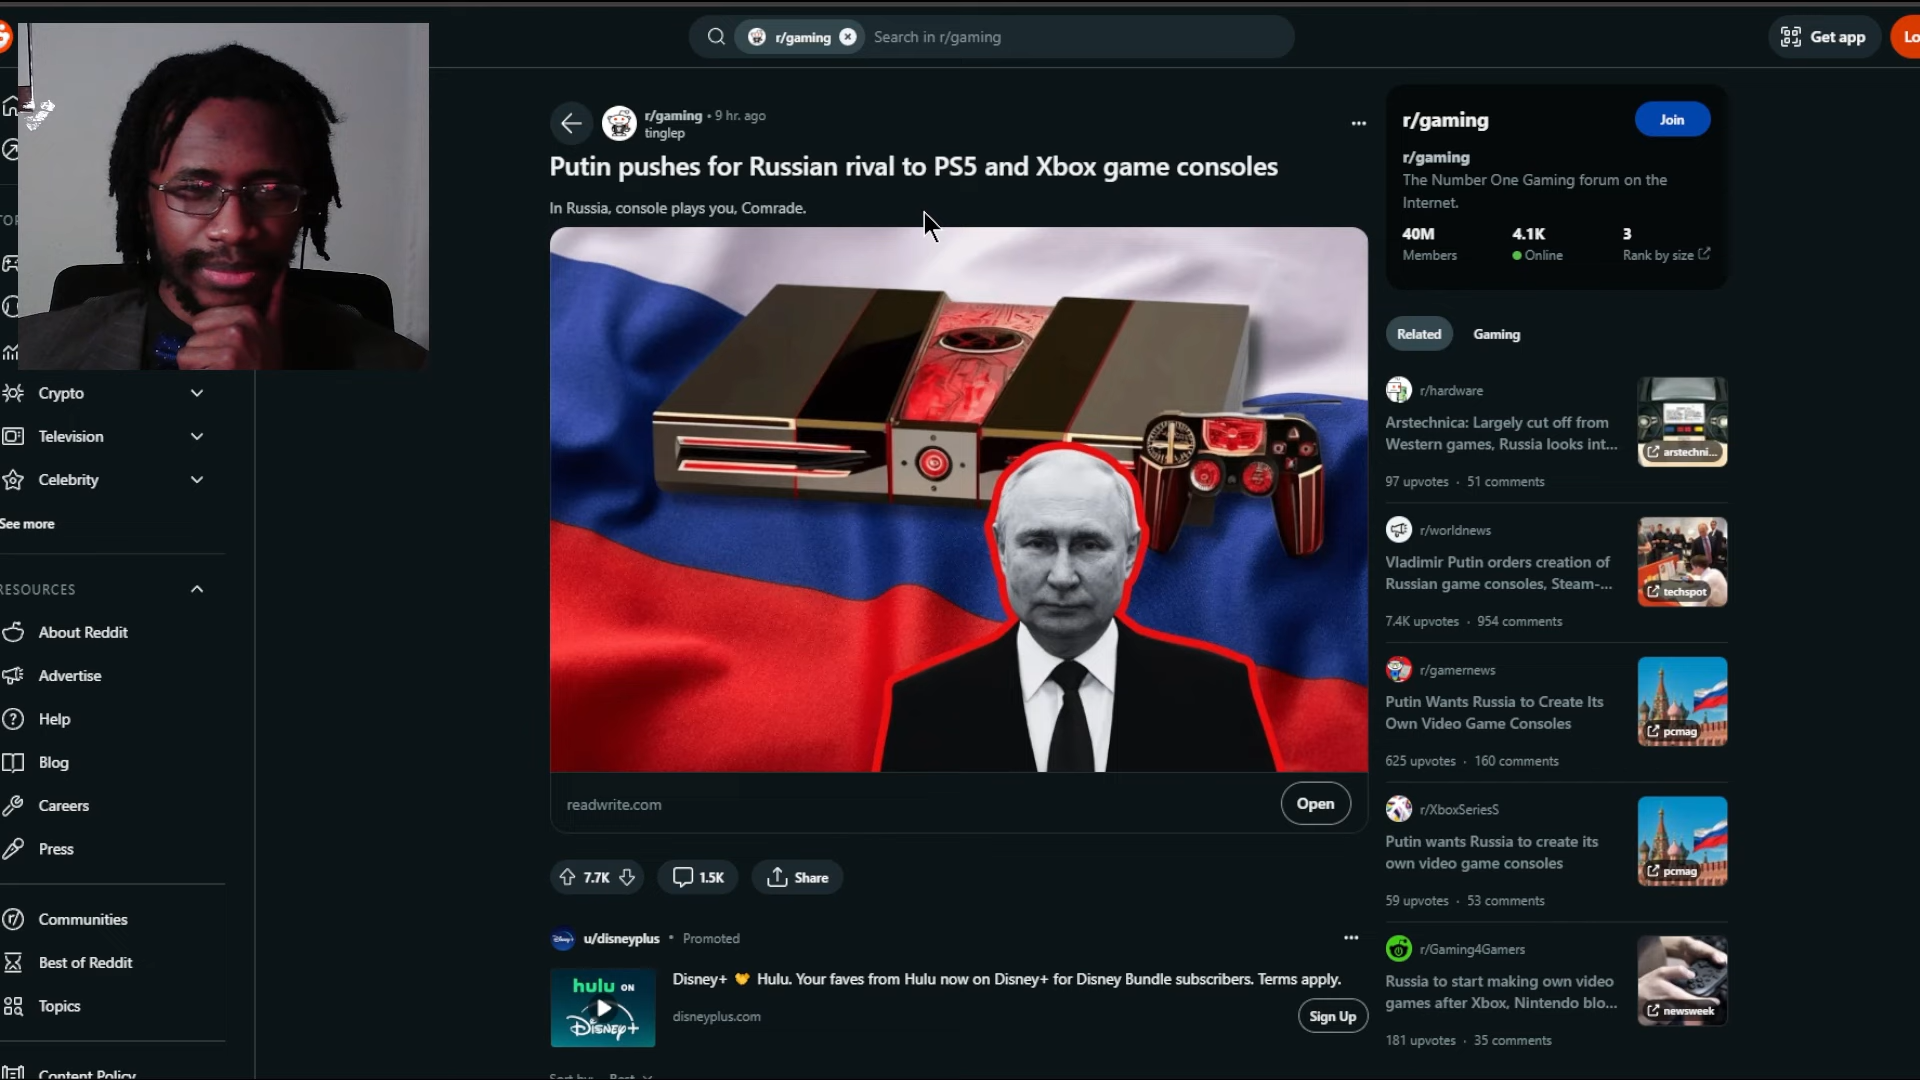 r/gaming
Search in r/gaming
Get app
Lo
Crypto
Television
Celebrity
See more
RESOURCES
About Reddit
Advertise
Help
Blog
Careers
Press
Communities
Best of Reddit
Topics
Content Policy
r/gaming • 9 hr. ago
tinglep
Putin pushes for Russian rival to PS5 and Xbox game consoles
In Russia, console plays you, Comrade.
readwrite.com
Open
7.7K
1.5K
Share
u/disneyplus • Promoted
Disney+ 🤝 Hulu. Your faves from Hulu now on Disney+ for Disney Bundle subscribers. Terms apply.
disneyplus.com
Sign Up
hulu ON
Disney+
Sort by: Best
r/gaming
Join
r/gaming
The Number One Gaming forum on the
Internet.
40M 4.1K 3
Members Online Rank by size
Related Gaming
r/hardware
Arstechnica: Largely cut off from
Western games, Russia looks int...
arstechni...
97 upvotes · 51 comments
r/worldnews
Vladimir Putin orders creation of
Russian game consoles, Steam-...
techspot
7.4K upvotes · 954 comments
r/gamernews
Putin Wants Russia to Create Its
Own Video Game Consoles
pcmag
625 upvotes · 160 comments
r/XboxSeriesS
Putin wants Russia to create its
own video game consoles
pcmag
59 upvotes · 53 comments
r/Gaming4Gamers
Russia to start making own video
games after Xbox, Nintendo blo...
newsweek
181 upvotes · 35 comments